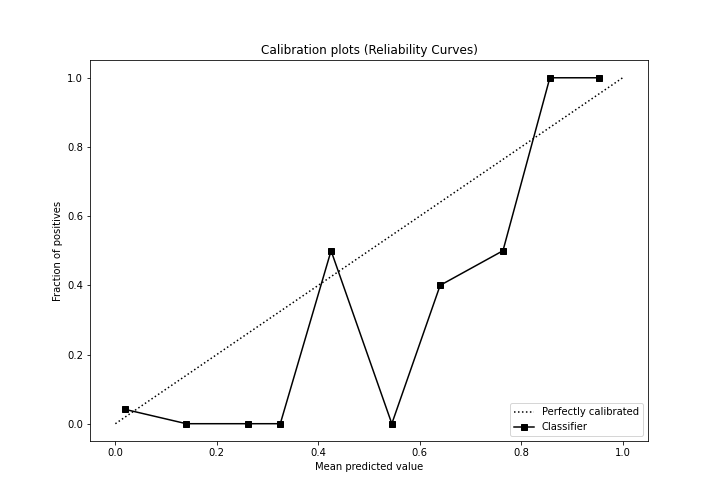 Calibration plots (Reliability Curves)
1.0
0.8
0.6
0.4
0.2
0.0
Fraction of positives
0.0 0.2 0.4 0.6 0.8 1.0
Mean predicted value
Perfectly calibrated
Classifier